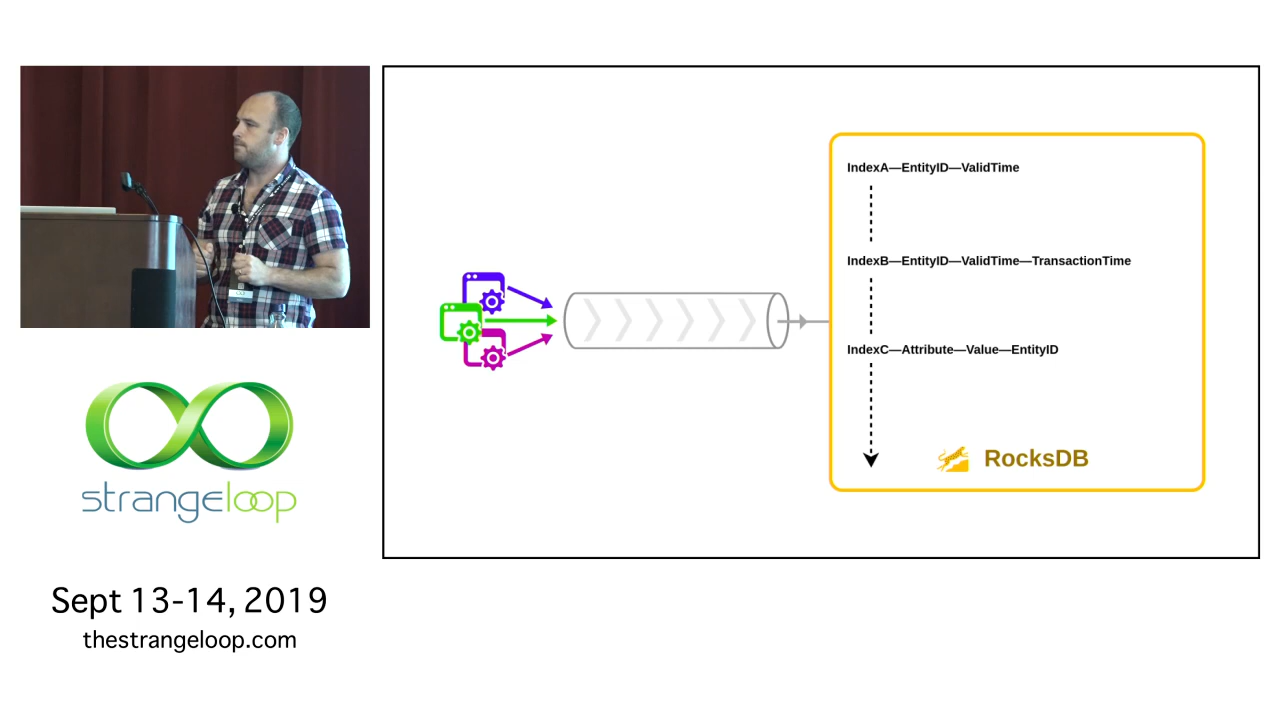 IndexA—EntityID—ValidTime
IndexB—EntityID—ValidTime—TransactionTime
IndexC—Attribute—Value—EntityID
RocksDB
strangeloop
Sept 13-14, 2019
thestrangeloop.com